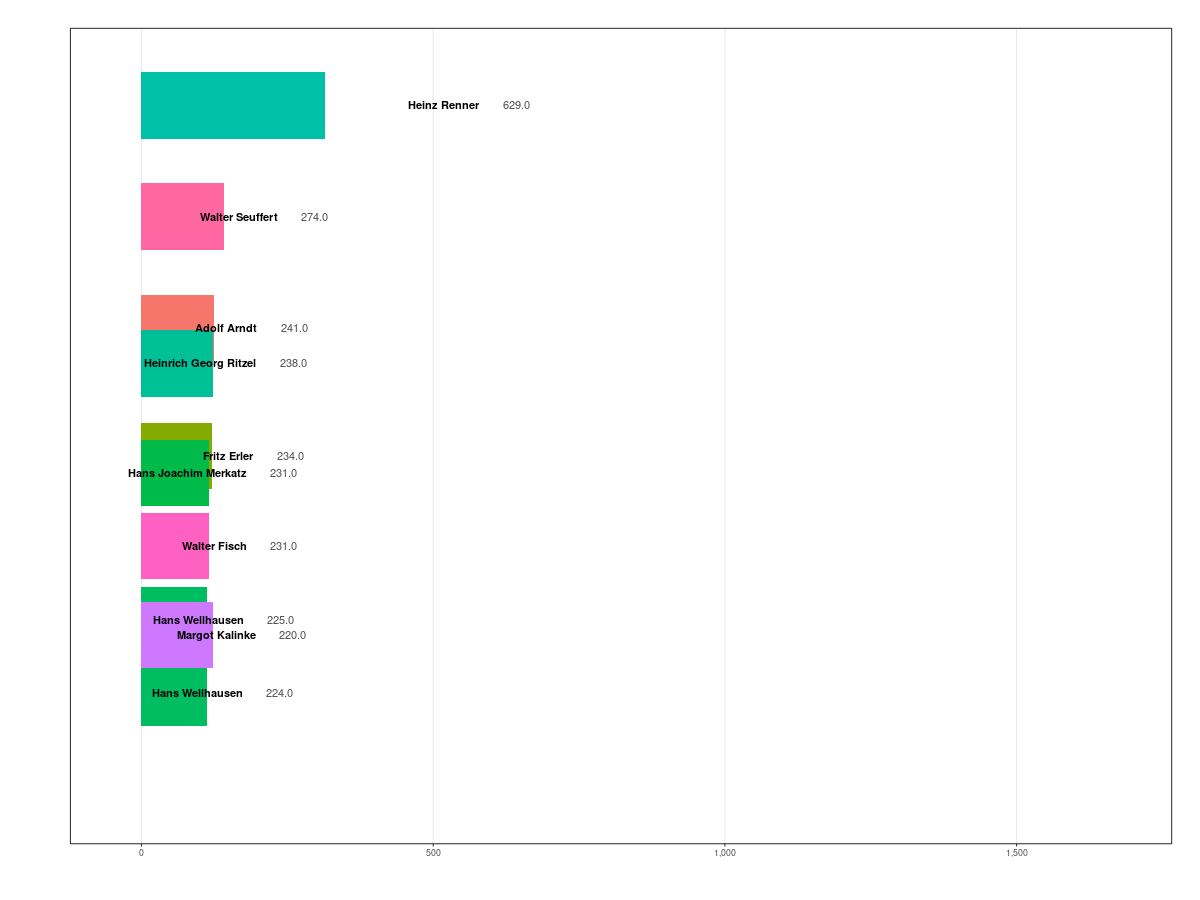 Heinz Renner 629.0
Walter Seuffert 274.0
Adolf Arndt 241.0
Heinrich Georg Ritzel 238.0
Fritz Erler 234.0
Hans Joachim Merkatz 231.0
Walter Fisch 231.0
Hans Wellhausen 225.0
Margot Kalinke 220.0
Hans Wellhausen 224.0
0 500 1,000 1,500